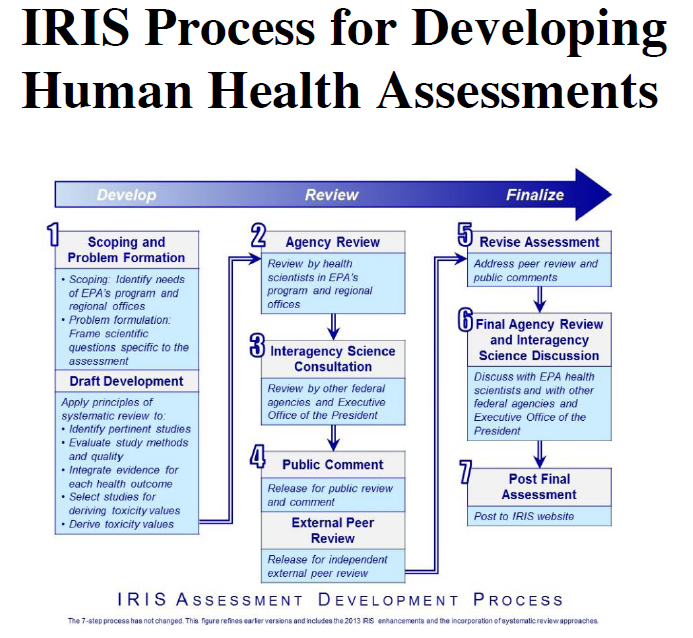 IRIS Process for Developing
Human Health Assessments
Develop
Review
Finalize
1
Scoping and
Problem Formation
• Scoping: Identify needs
of EPA's program and
regional offices
• Problem formulation:
Frame scientific
questions specific to the
assessment
Draft Development
Apply principles of
systematic review to:
• Identify pertinent studies
• Evaluate study methods
and quality
• Integrate evidence for
each health outcome
• Select studies for
deriving toxicity values
• Derive toxicity values
2
Agency Review
Review by health
scientists in EPA's
program and regional
offices
3
Interagency Science
Consultation
Review by other federal
agencies and Executive
Office of the President
4
Public Comment
Release for public review
and comment
External Peer
Review
Release for independent
external peer review
5
Revise Assessment
Address peer review and
public comments
6
Final Agency Review
and Interagency
Science Discussion
Discuss with EPA health
scientists and with other
federal agencies and
Executive Office of the
President
7
Post Final
Assessment
Post to IRIS website
IRIS ASSESSMENT DEVELOPMENT PROCESS
The 7-step process has not changed. This figure refines earlier versions and includes the 2013 IRIS enhancements and the incorporation of systematic review approaches.